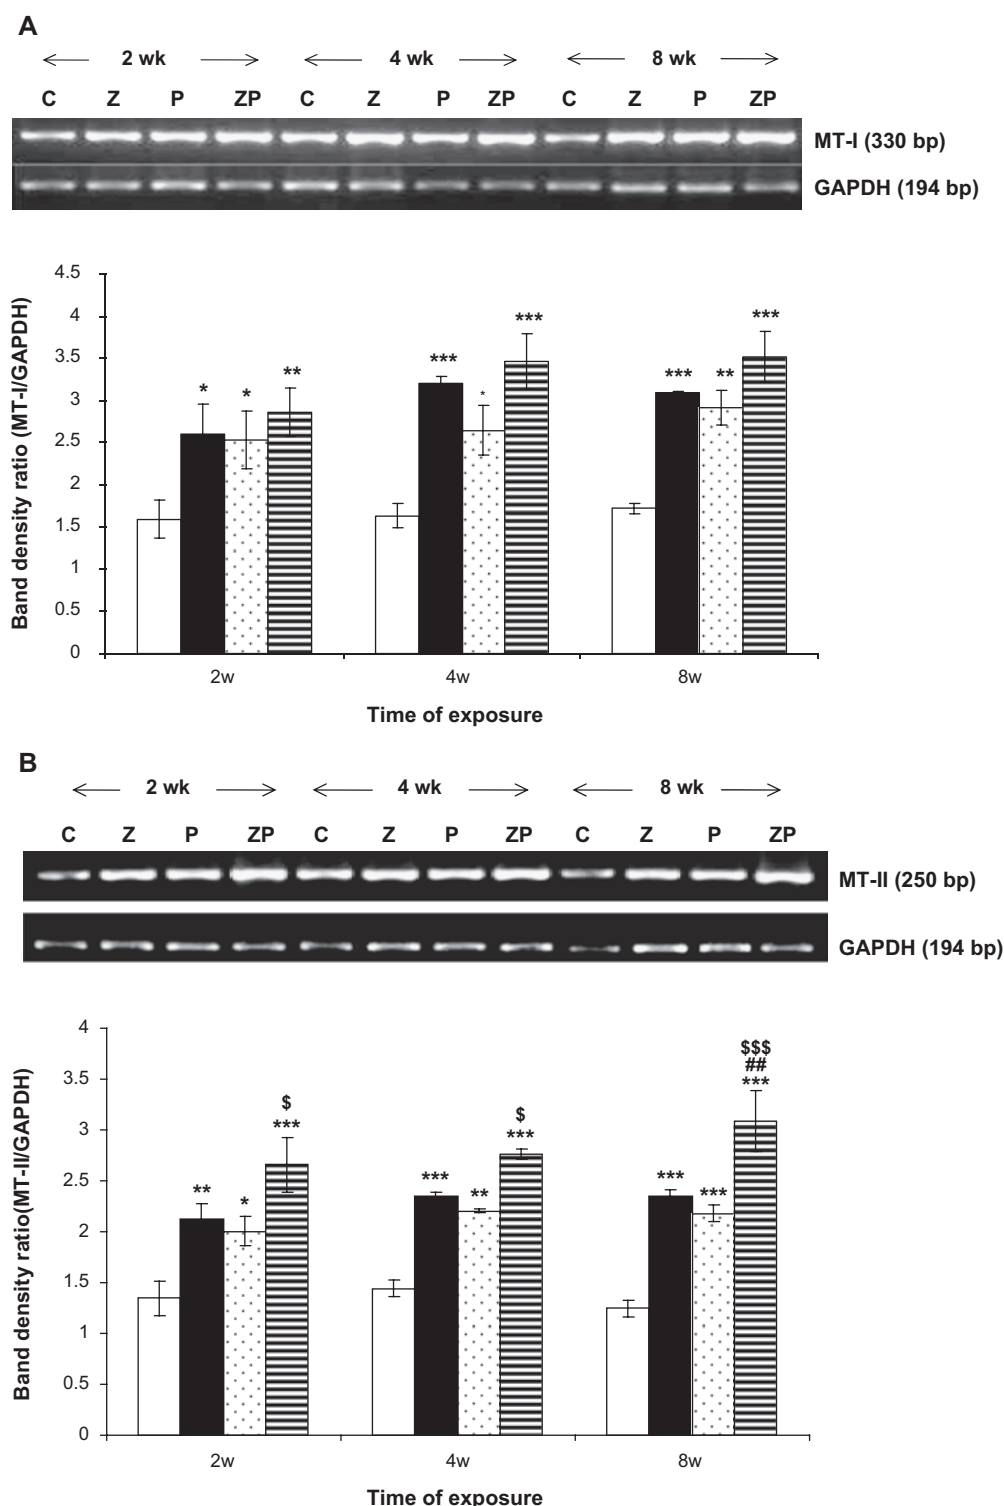 A
2 wk 4 wk 8 wk
C Z P ZP C Z P ZP C Z P ZP
MT-I (330 bp)
GAPDH (194 bp)
Band density ratio (MT-I/GAPDH)
4.5
4
3.5
3
2.5
2
1.5
1
0.5
0
* * **
*** * ***
*** ** ***
2w 4w 8w
Time of exposure
B
2 wk 4 wk 8 wk
C Z P ZP C Z P ZP C Z P ZP
MT-II (250 bp)
GAPDH (194 bp)
Band density ratio(MT-II/GAPDH)
4
3.5
3
2.5
2
1.5
1
0.5
0
$
** * ***
$
*** ** ***
$$$
##
*** *** ***
2w 4w 8w
Time of exposure